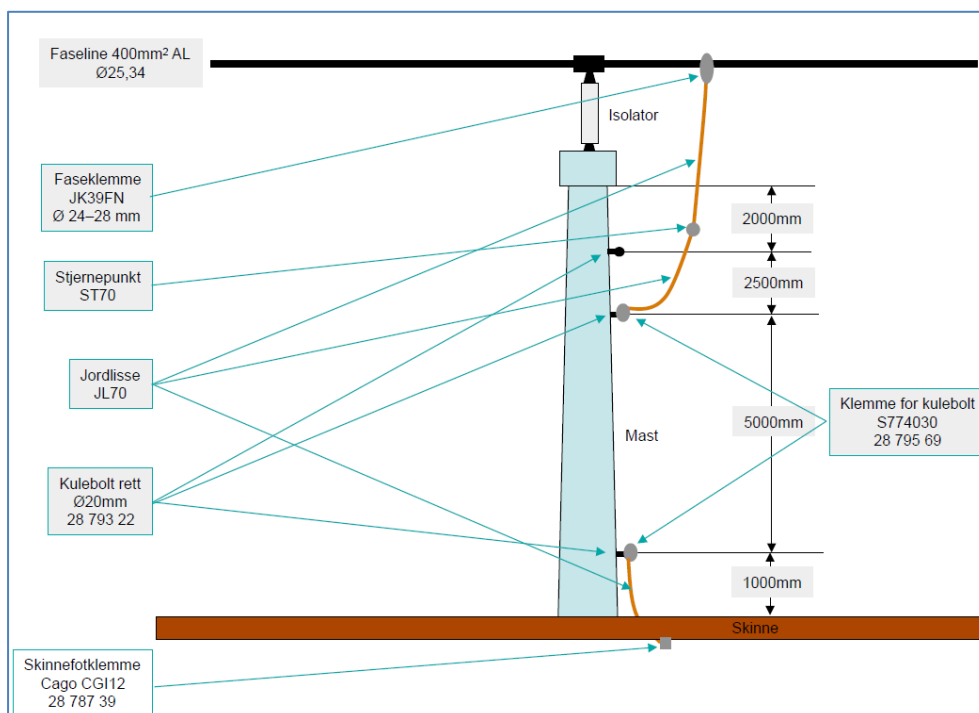 Faseline 400mm² AL
Ø25,34
Isolator
Faseklemme
JK39FN
Ø 24–28 mm
2000mm
Stjernepunkt
ST70
2500mm
Jordlisse
JL70
Klemme for kulebolt
S774030
28 795 69
5000mm
Mast
Kulebolt rett
Ø20mm
28 793 22
1000mm
Skinne
Skinnefotklemme
Cago CGI12
28 787 39